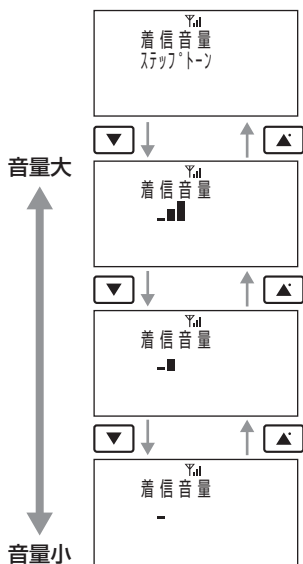 着信音量
ステップトーン
▼ ▲
音量大
着信音量
▼ ▲
着信音量
▼ ▲
着信音量
音量小